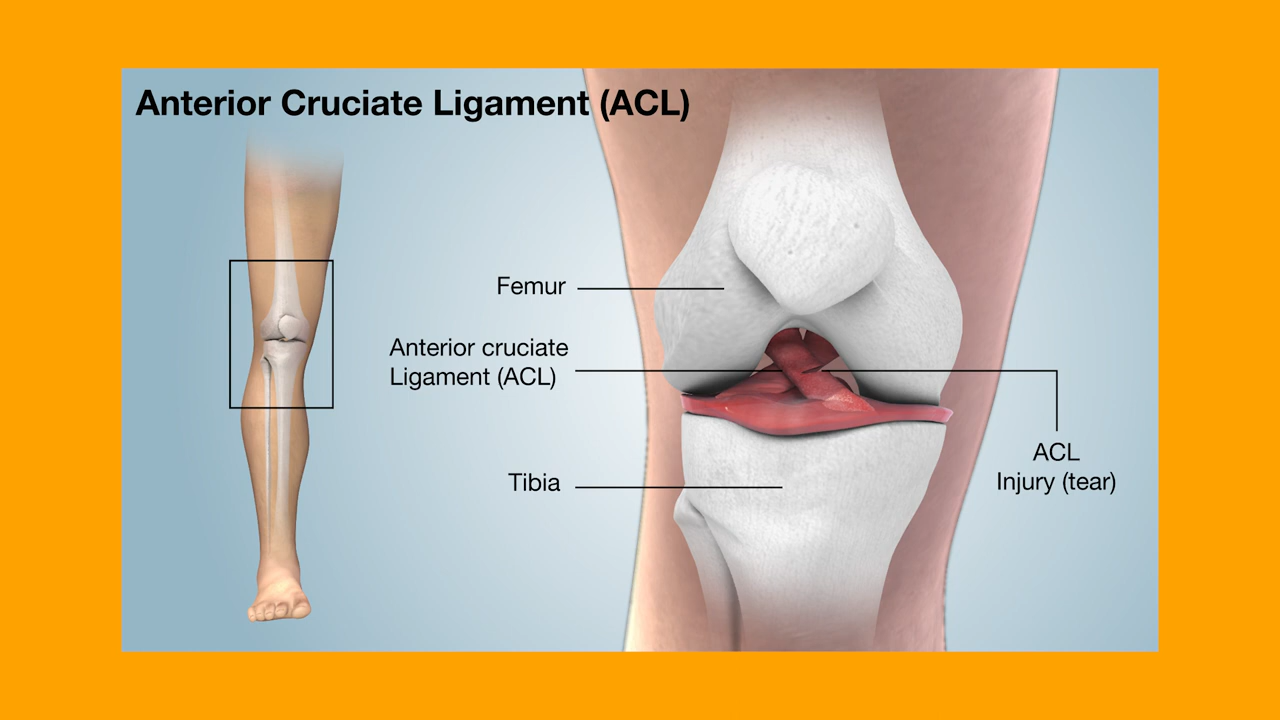 Anterior Cruciate Ligament (ACL)
Femur
Anterior cruciate
Ligament (ACL)
Tibia
ACL
Injury (tear)